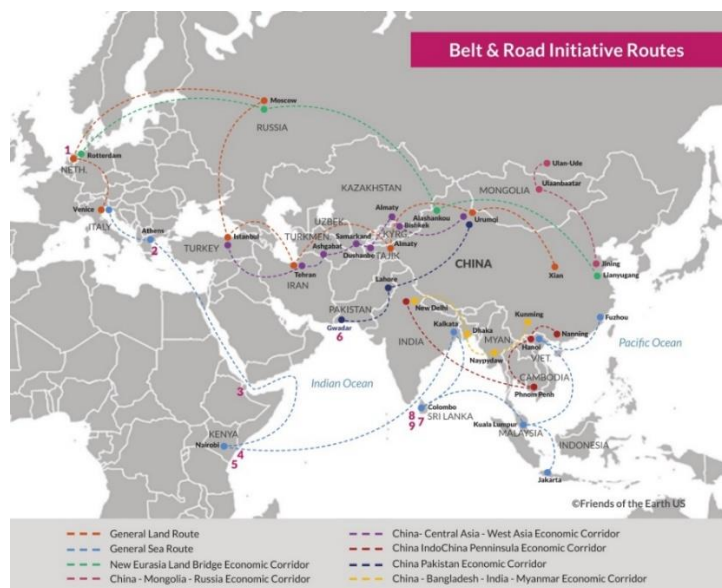 Belt & Road Initiative Routes
Moscow
RUSSIA
1
Rotterdam
NETH.
Ulan-Ude
Ulaanbaatar
MONGOLIA
KAZAKHSTAN
Venice
ITALY
Athens
2
Istanbul
TURKEY
UZBEK
TURKMEN.
Ashgabat
Samarkand
Dushanbe
Almaty
Bishkek
KYRG
Alashankou
Urumqi
Almaty
TAJIK
Tehran
IRAN
CHINA
Xian
Jining
Lianyugang
Lahore
PAKISTAN
Gwadar
6
New Delhi
INDIA
Kalkata
Dhaka
MYAN.
Naypydaw
Kunming
Nanning
Hanoi
VIET.
Fuzhou
Pacific Ocean
CAMBODIA
Phnom Penh
Indian Ocean
3
KENYA
Nairobi
4
5
8
9
7
Colombo
SRI LANKA
Kuala Lumpur
MALAYSIA
INDONESIA
Jakarta
©Friends of the Earth US
General Land Route
General Sea Route
New Eurasia Land Bridge Economic Corridor
China - Mongolia - Russia Economic Corridor
China- Central Asia - West Asia Economic Corridor
China IndoChina Penninsula Economic Corridor
China Pakistan Economic Corridor
China - Bangladesh - India - Myanmar Economic Corridor